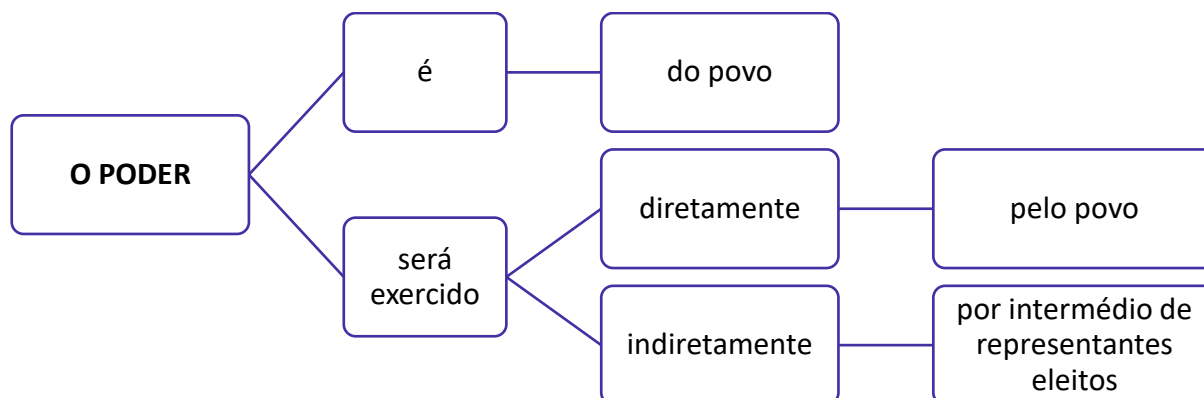 O PODER
é
do povo
será
exercido
diretamente
pelo povo
indiretamente
por intermédio de
representantes
eleitos